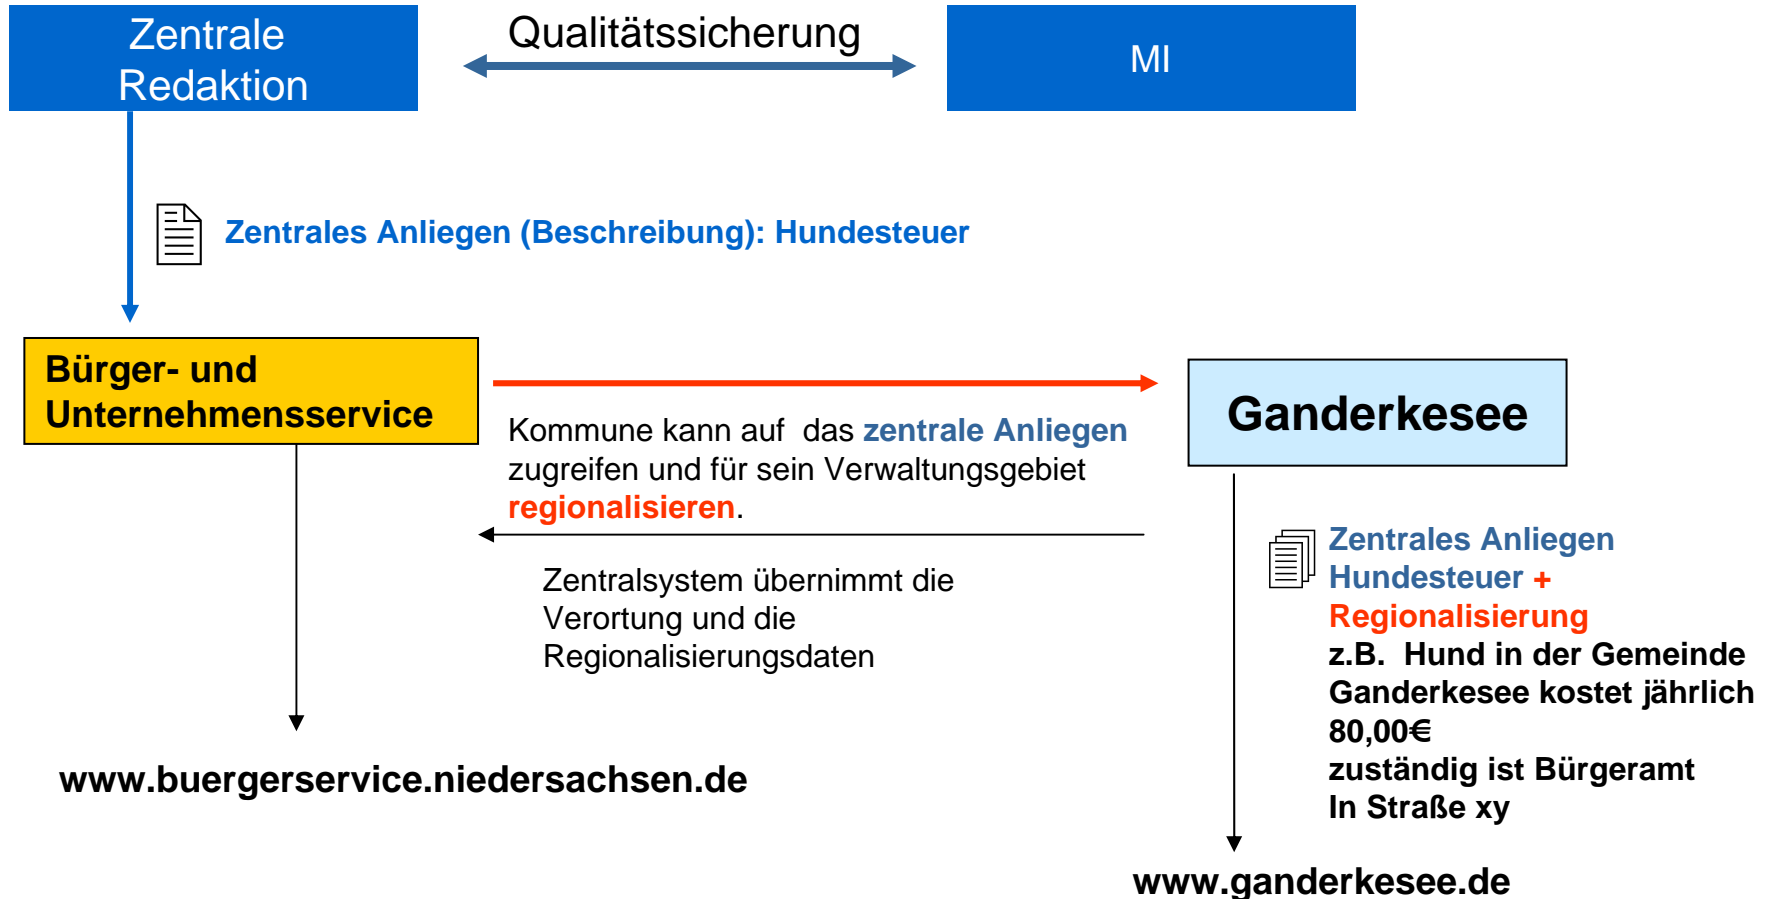 Zentrale
Redaktion
Qualitätssicherung
MI
Zentrales Anliegen (Beschreibung): Hundesteuer
Bürger- und
Unternehmensservice
Kommune kann auf  das zentrale Anliegen
zugreifen und für sein Verwaltungsgebiet
regionalisieren.
Ganderkesee
Zentralsystem übernimmt die
Verortung und die
Regionalisierungsdaten
Zentrales Anliegen
Hundesteuer +
Regionalisierung
z.B.  Hund in der Gemeinde
Ganderkesee kostet jährlich
80,00€
zuständig ist Bürgeramt
In Straße xy
www.buergerservice.niedersachsen.de
www.ganderkesee.de